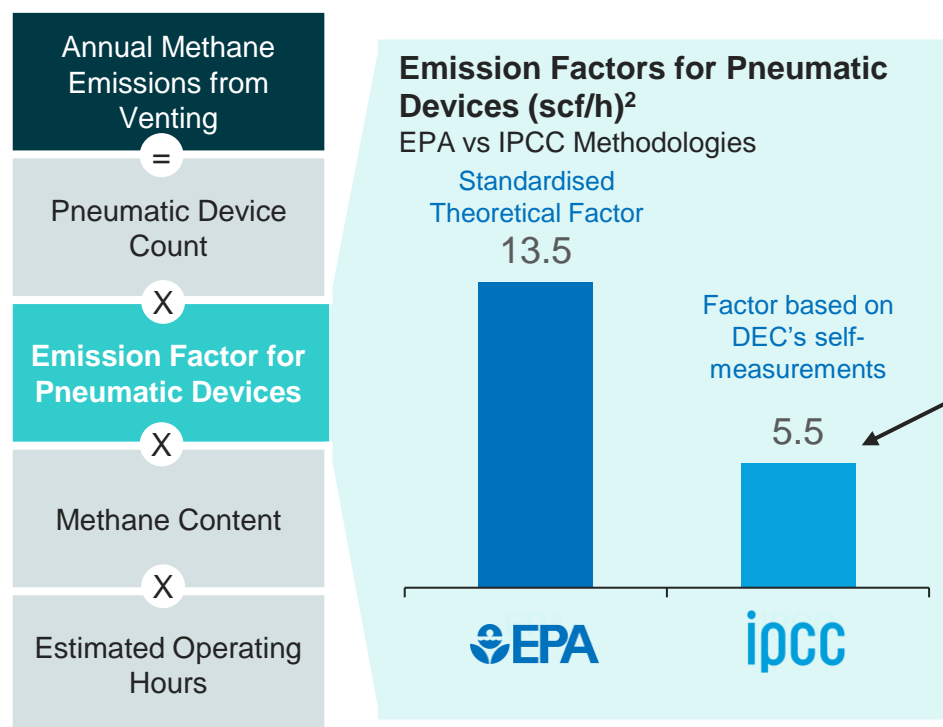 Annual Methane
Emissions from
Venting
=
Pneumatic Device
Count
X
Emission Factor for
Pneumatic Devices
X
Methane Content
X
Estimated Operating
Hours
Emission Factors for Pneumatic
Devices (scf/h)²
EPA vs IPCC Methodologies
Standardised
Theoretical Factor
13.5
Factor based on
DEC's self-
measurements
5.5
EPA
ipcc